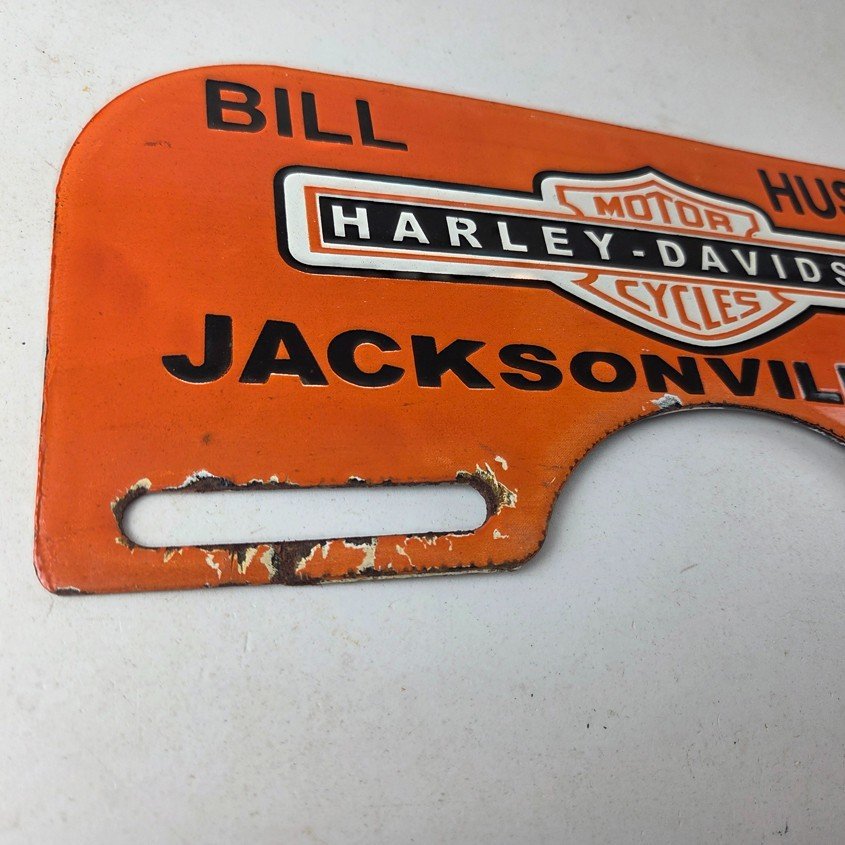 BILL
HUS
MOTOR
HARLEY-DAVIDS
CYCLES
JACKSONVIL